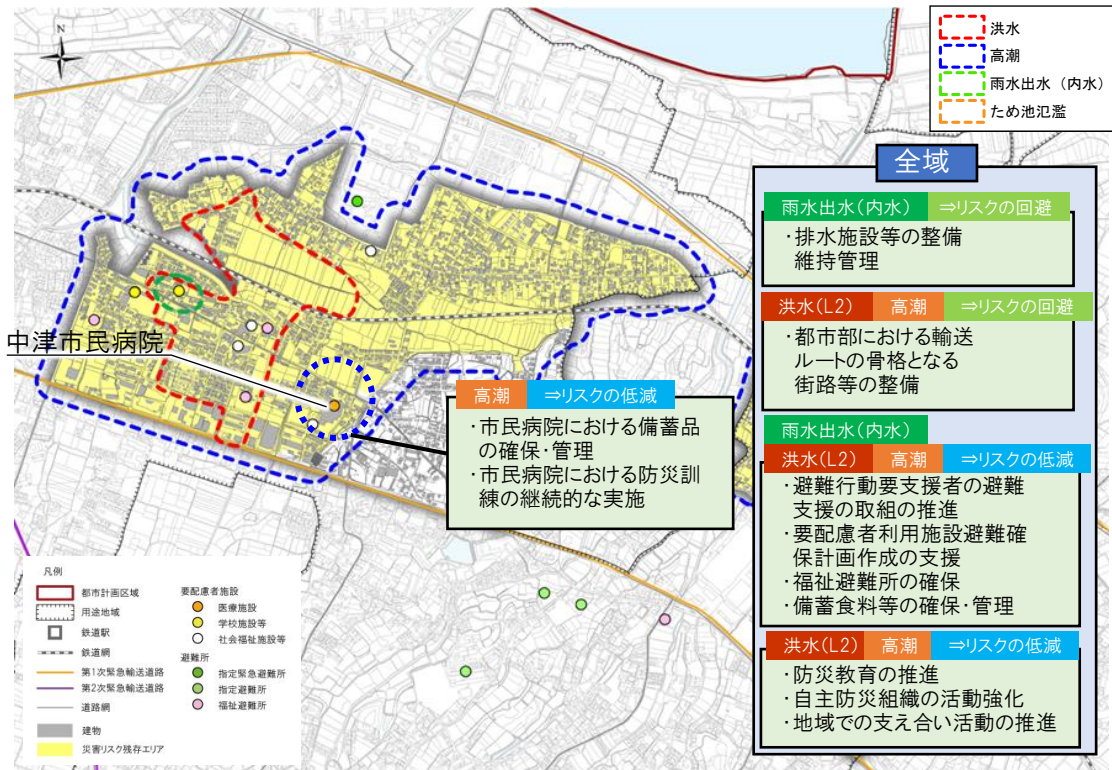 N
洪水
高潮
雨水出水（内水）
ため池氾濫
全域
雨水出水(内水) ⇒リスクの回避
・排水施設等の整備
維持管理
洪水(L2) 高潮 ⇒リスクの回避
・都市部における輸送
ルートの骨格となる
街路等の整備
雨水出水(内水)
洪水(L2) 高潮 ⇒リスクの低減
・避難行動要支援者の避難
支援の取組の推進
・要配慮者利用施設避難確
保計画作成の支援
・福祉避難所の確保
・備蓄食料等の確保・管理
洪水(L2) 高潮 ⇒リスクの低減
・防災教育の推進
・自主防災組織の活動強化
・地域での支え合い活動の推進
中津市民病院
高潮 ⇒リスクの低減
・市民病院における備蓄品
の確保・管理
・市民病院における防災訓
練の継続的な実施
凡例
都市計画区域
用途地域
鉄道駅
鉄道網
第1次緊急輸送道路
第2次緊急輸送道路
道路網
建物
災害リスク残存エリア
要配慮者施設
医療施設
学校施設等
社会福祉施設等
避難所
指定緊急避難所
指定避難所
福祉避難所